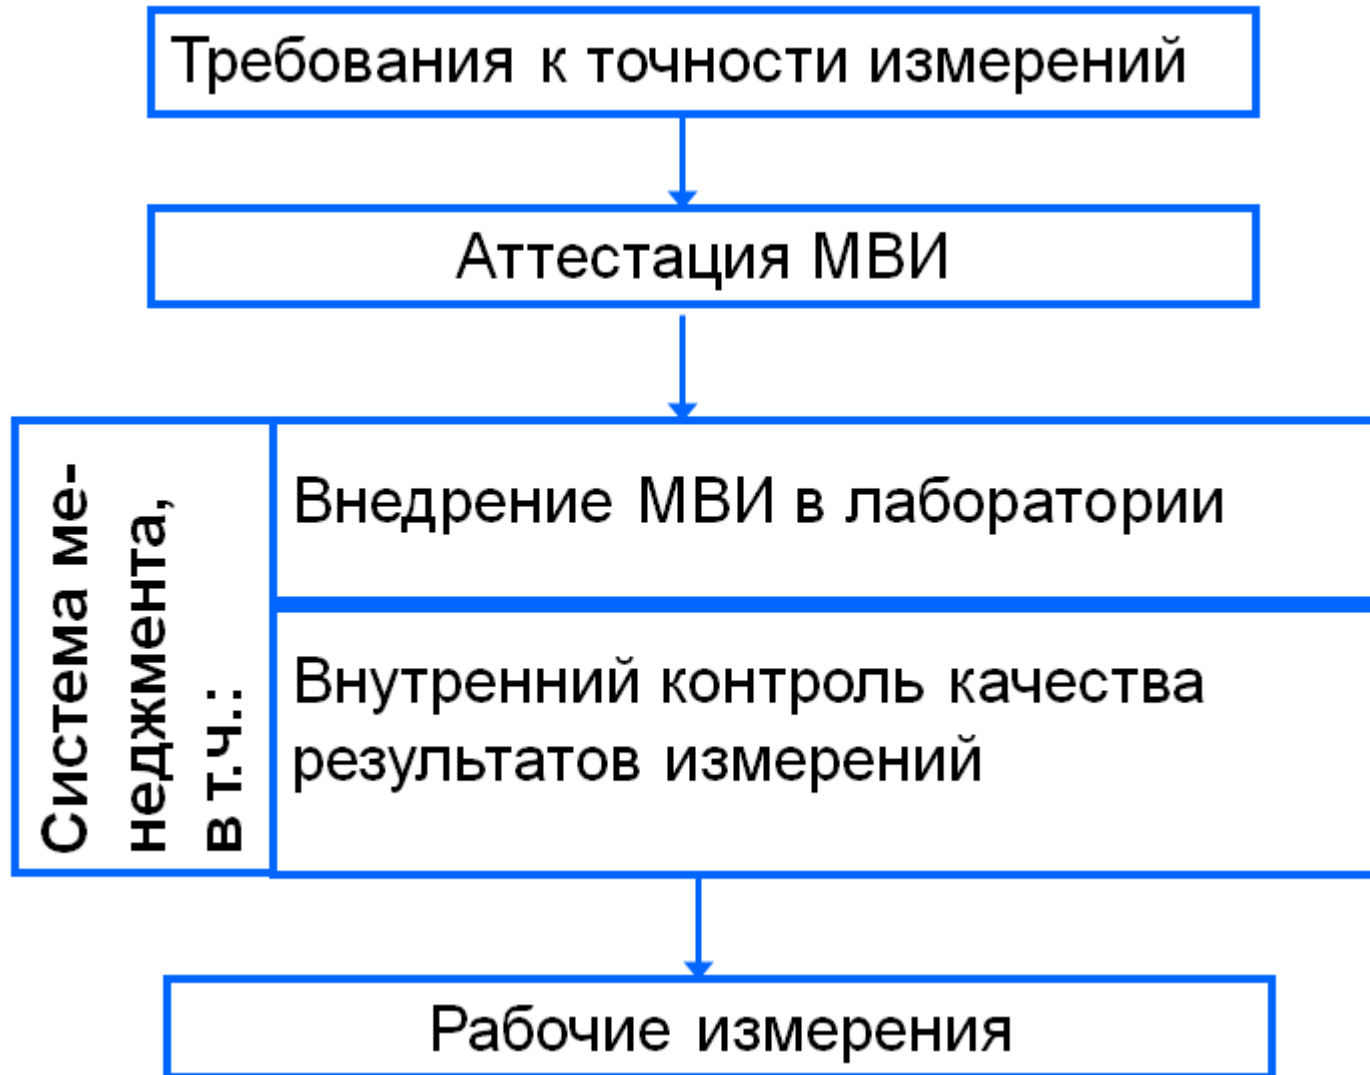 Требования к точности измерений
Аттестация МВИ
Система ме-
неджмента,
в т.ч.:
Внедрение МВИ в лаборатории
Внутренний контроль качества
результатов измерений
Рабочие измерения